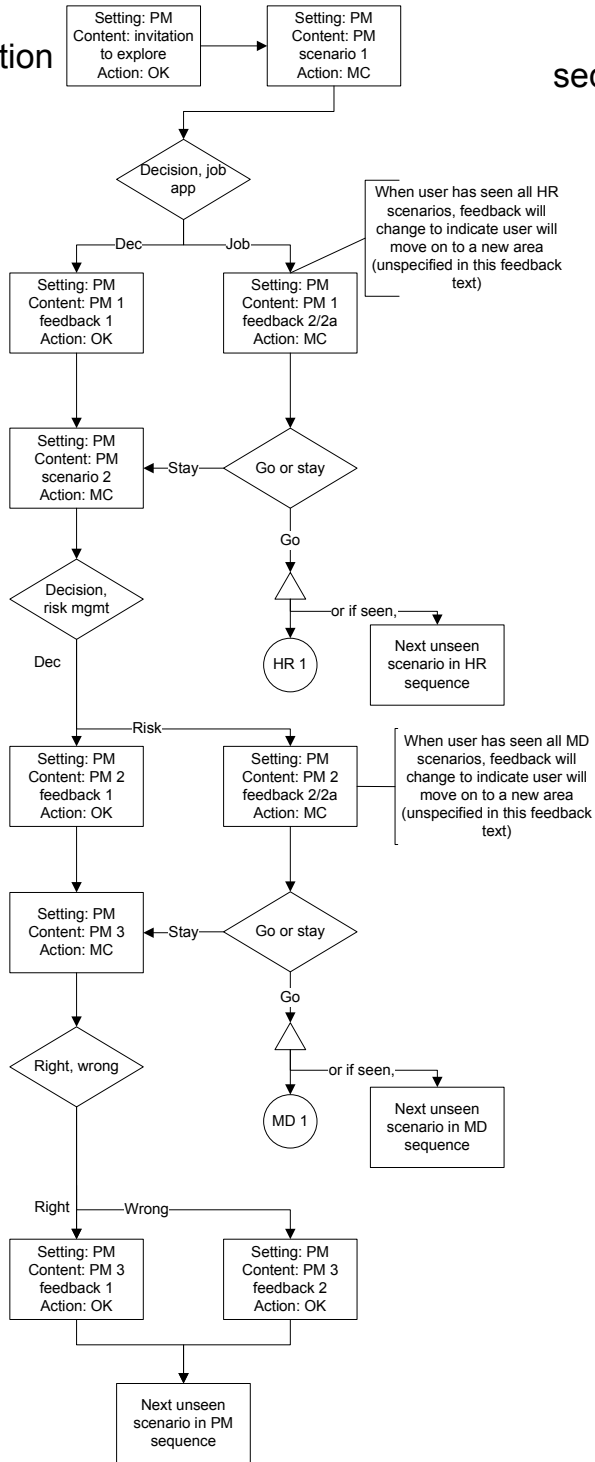 tion
Setting: PM
Content: invitation
to explore
Action: OK
Setting: PM
Content: PM
scenario 1
Action: MC
sec
Decision, job
app
When user has seen all HR
scenarios, feedback will
change to indicate user will
move on to a new area
(unspecified in this feedback
text)
Dec
Job
Setting: PM
Content: PM 1
feedback 1
Action: OK
Setting: PM
Content: PM 1
feedback 2/2a
Action: MC
Setting: PM
Content: PM
scenario 2
Action: MC
Stay
Go or stay
Go
Decision,
risk mgmt
or if seen,
HR 1
Next unseen
scenario in HR
sequence
Dec
Risk
Setting: PM
Content: PM 2
feedback 1
Action: OK
Setting: PM
Content: PM 2
feedback 2/2a
Action: MC
When user has seen all MD
scenarios, feedback will
change to indicate user will
move on to a new area
(unspecified in this feedback
text)
Setting: PM
Content: PM 3
Action: MC
Stay
Go or stay
Go
Right, wrong
or if seen,
MD 1
Next unseen
scenario in MD
sequence
Right
Wrong
Setting: PM
Content: PM 3
feedback 1
Action: OK
Setting: PM
Content: PM 3
feedback 2
Action: OK
Next unseen
scenario in PM
sequence